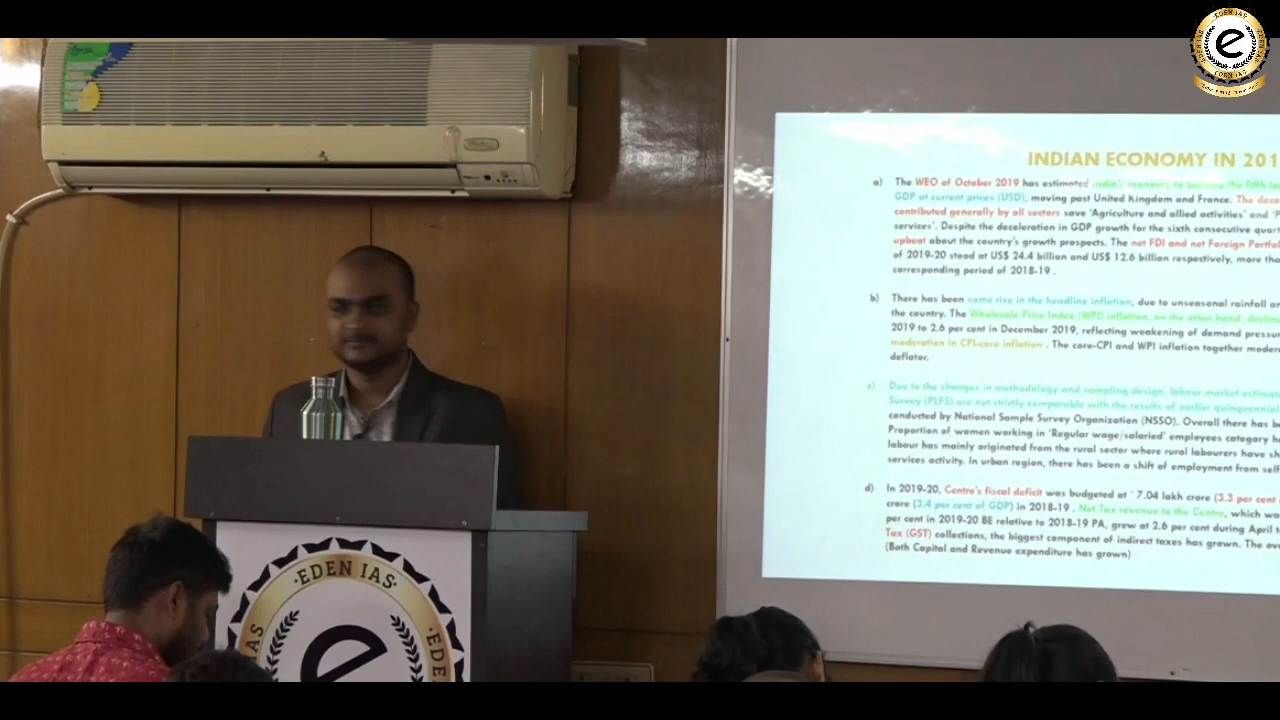 EDEN IAS
e
EDEN IAS
INDIAN ECONOMY IN 201
a) The WEO of October 2019 has estimated India's economy to become the fifth
GDP at current prices (USD), moving past United Kingdom and France. The
contributed generally by all sectors save 'Agriculture and allied activities' and
services'. Despite the deceleration in GDP growth for the sixth consecutive
upbeat about the country's growth prospects. The net FDI and net Foreign
of 2019-20 stood at US$ 24.4 billion and US$ 12.6 billion respectively, more
corresponding period of 2018-19 .
b) There has been some rise in the headline inflation, due to unseasonal rainfall
the country. The Wholesale Price Index (WPI) inflation, on the other hand,
2019 to 2.6 per cent in December 2019, reflecting weakening of demand
moderation in CPI-core inflation . The core-CPI and WPI inflation together
deflator.
c) Due to the changes in methodology and sampling design, labour market
Survey (PLFS) are not strictly comparable with the results of earlier quinquennial
conducted by National Sample Survey Organization (NSSO). Overall there has
Proportion of women working in 'Regular wage/salaried' employees category
labour has mainly originated from the rural sector where rural labourers have
services activity. In urban region, there has been a shift of employment from self
d) In 2019-20, Centre's fiscal deficit was budgeted at ` 7.04 lakh crore (3.3 per cent
crore (3.4 per cent of GDP) in 2018-19 . Net Tax revenue to the Centre, which
per cent in 2019-20 BE relative to 2018-19 PA, grew at 2.6 per cent during April
Tax (GST) collections, the biggest component of indirect taxes has grown. The
(Both Capital and Revenue expenditure has grown)
·EDEN IAS·
IAS
EDE
e